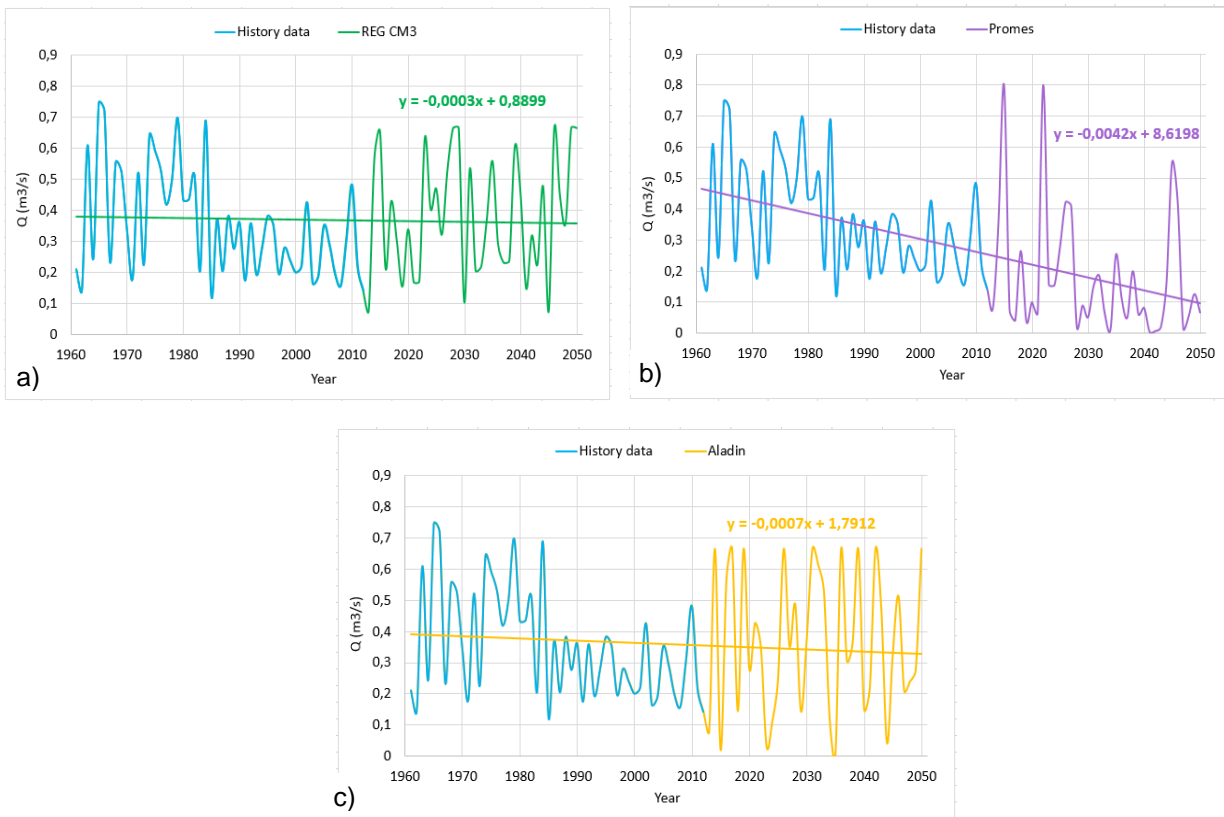 History data REG CM3
0,9
0,8
0,7
0,6
0,5
0,4
0,3
0,2
0,1
0
Q (m3/s)
y = -0,0003x + 0,8899
1960 1970 1980 1990 2000 2010 2020 2030 2040 2050
Year
a)
History data Promes
0,9
0,8
0,7
0,6
0,5
0,4
0,3
0,2
0,1
0
Q (m3/s)
y = -0,0042x + 8,6198
1960 1970 1980 1990 2000 2010 2020 2030 2040 2050
Year
b)
History data Aladin
0,9
0,8
0,7
0,6
0,5
0,4
0,3
0,2
0,1
0
Q (m3/s)
y = -0,0007x + 1,7912
1960 1970 1980 1990 2000 2010 2020 2030 2040 2050
Year
c)